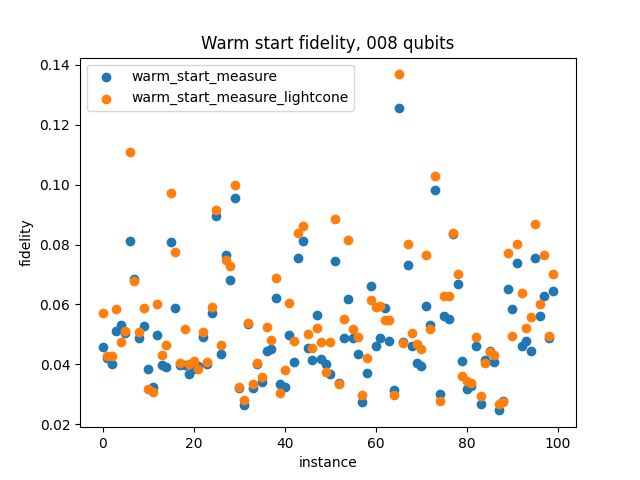 Warm start fidelity, 008 qubits
warm_start_measure
warm_start_measure_lightcone
0.14
0.12
0.10
0.08
0.06
0.04
0.02
fidelity
0 20 40 60 80 100
instance